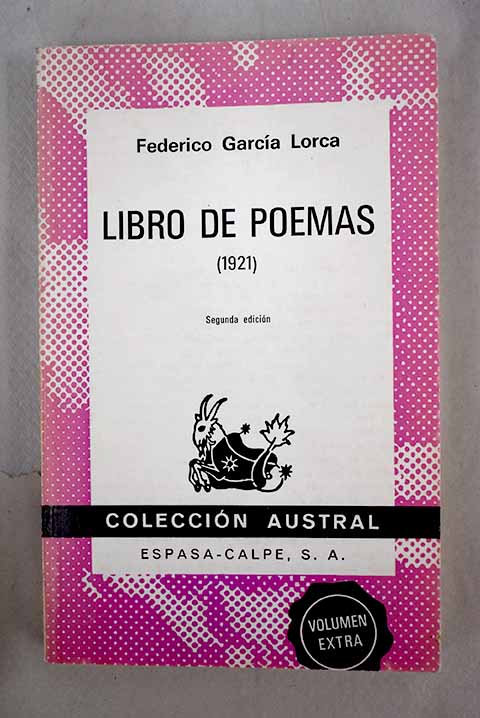 Federico García Lorca
LIBRO DE POEMAS
(1921)
Segunda edición
COLECCIÓN AUSTRAL
ESPASA-CALPE, S. A.
VOLUMEN
EXTRA